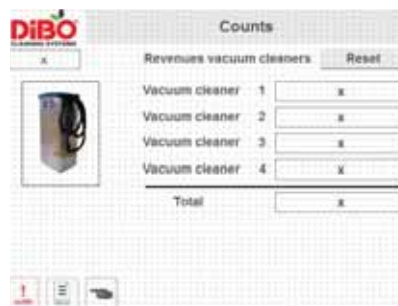 DiBO
CLEANING SYSTEMS
Counts
x
Revenues vacuum cleaners Reset
Vacuum cleaner 1 x
Vacuum cleaner 2 x
Vacuum cleaner 3 x
Vacuum cleaner 4 x
Total x
!